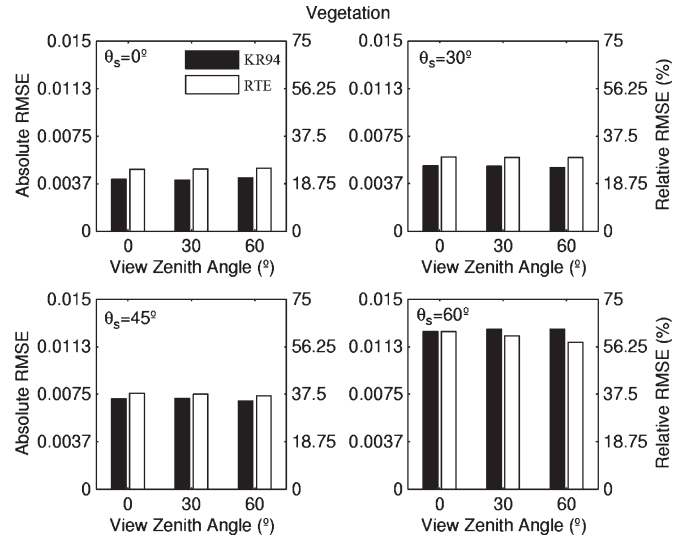 Vegetation
0.015
0.0113
0.0075
0.0037
0
Absolute RMSE
θs=0º
KR94
RTE
75
56.25
37.5
18.75
0
0 30 60
View Zenith Angle (º)
0.015
0.0113
0.0075
0.0037
0
θs=30º
75
56.25
37.5
18.75
0
Relative RMSE (%)
0 30 60
View Zenith Angle (º)
0.015
0.0113
0.0075
0.0037
0
Absolute RMSE
θs=45º
75
56.25
37.5
18.75
0
0 30 60
View Zenith Angle (º)
0.015
0.0113
0.0075
0.0037
0
θs=60º
75
56.25
37.5
18.75
0
Relative RMSE (%)
0 30 60
View Zenith Angle (º)